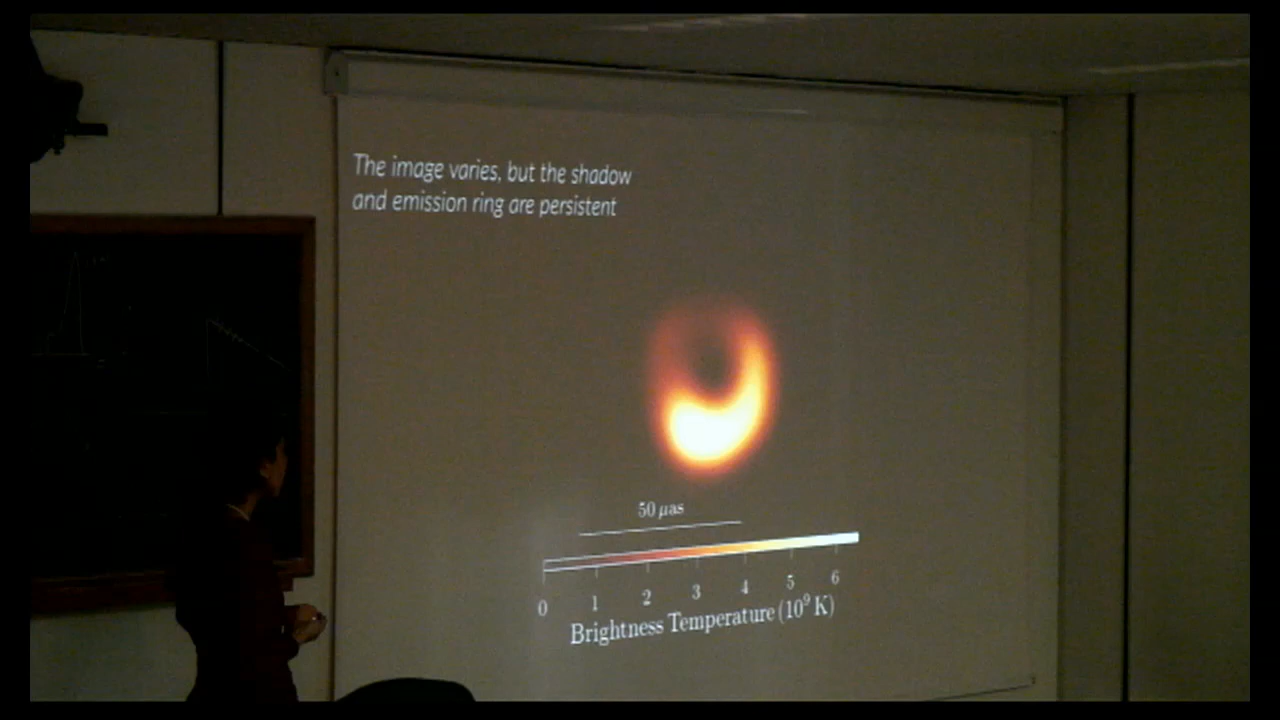 The image varies, but the shadow
and emission ring are persistent
50 μas
0 1 2 3 4 5 6
Brightness Temperature (10⁹ K)